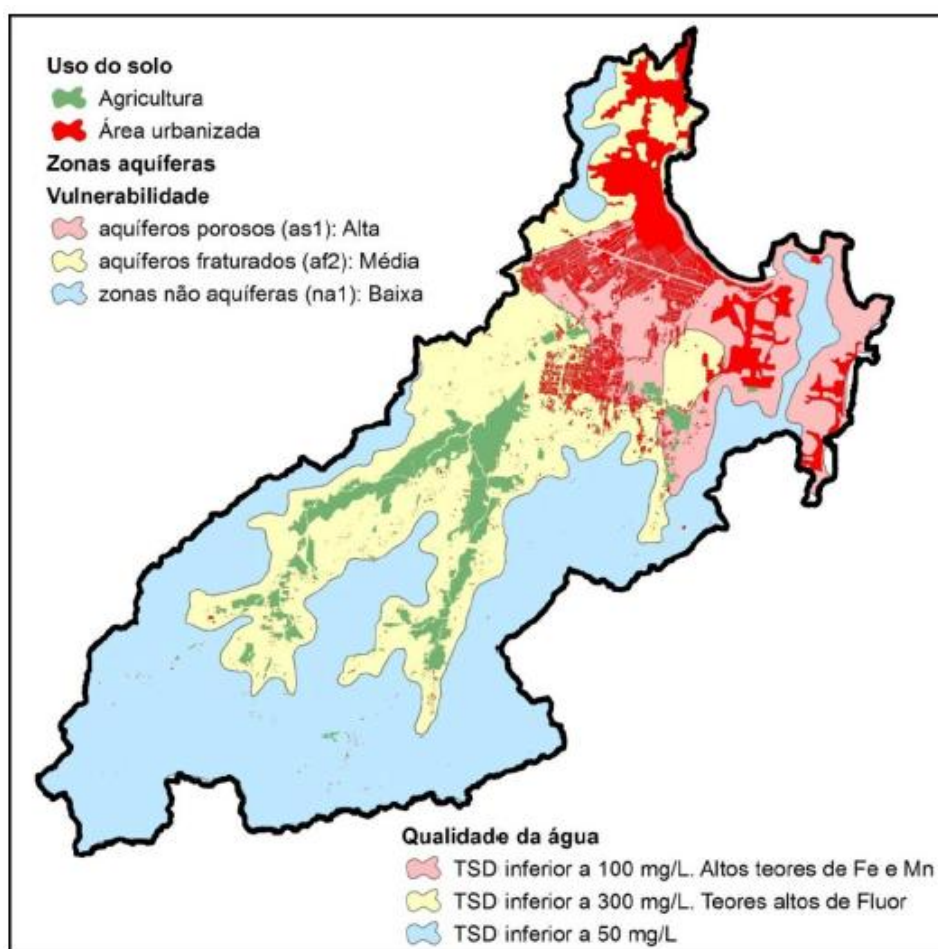 Uso do solo
Agricultura
Área urbanizada
Zonas aquíferas
Vulnerabilidade
aquíferos porosos (as1): Alta
aquíferos fraturados (af2): Média
zonas não aquíferas (na1): Baixa
Qualidade da água
TSD inferior a 100 mg/L. Altos teores de Fe e Mn
TSD inferior a 300 mg/L. Teores altos de Fluor
TSD inferior a 50 mg/L